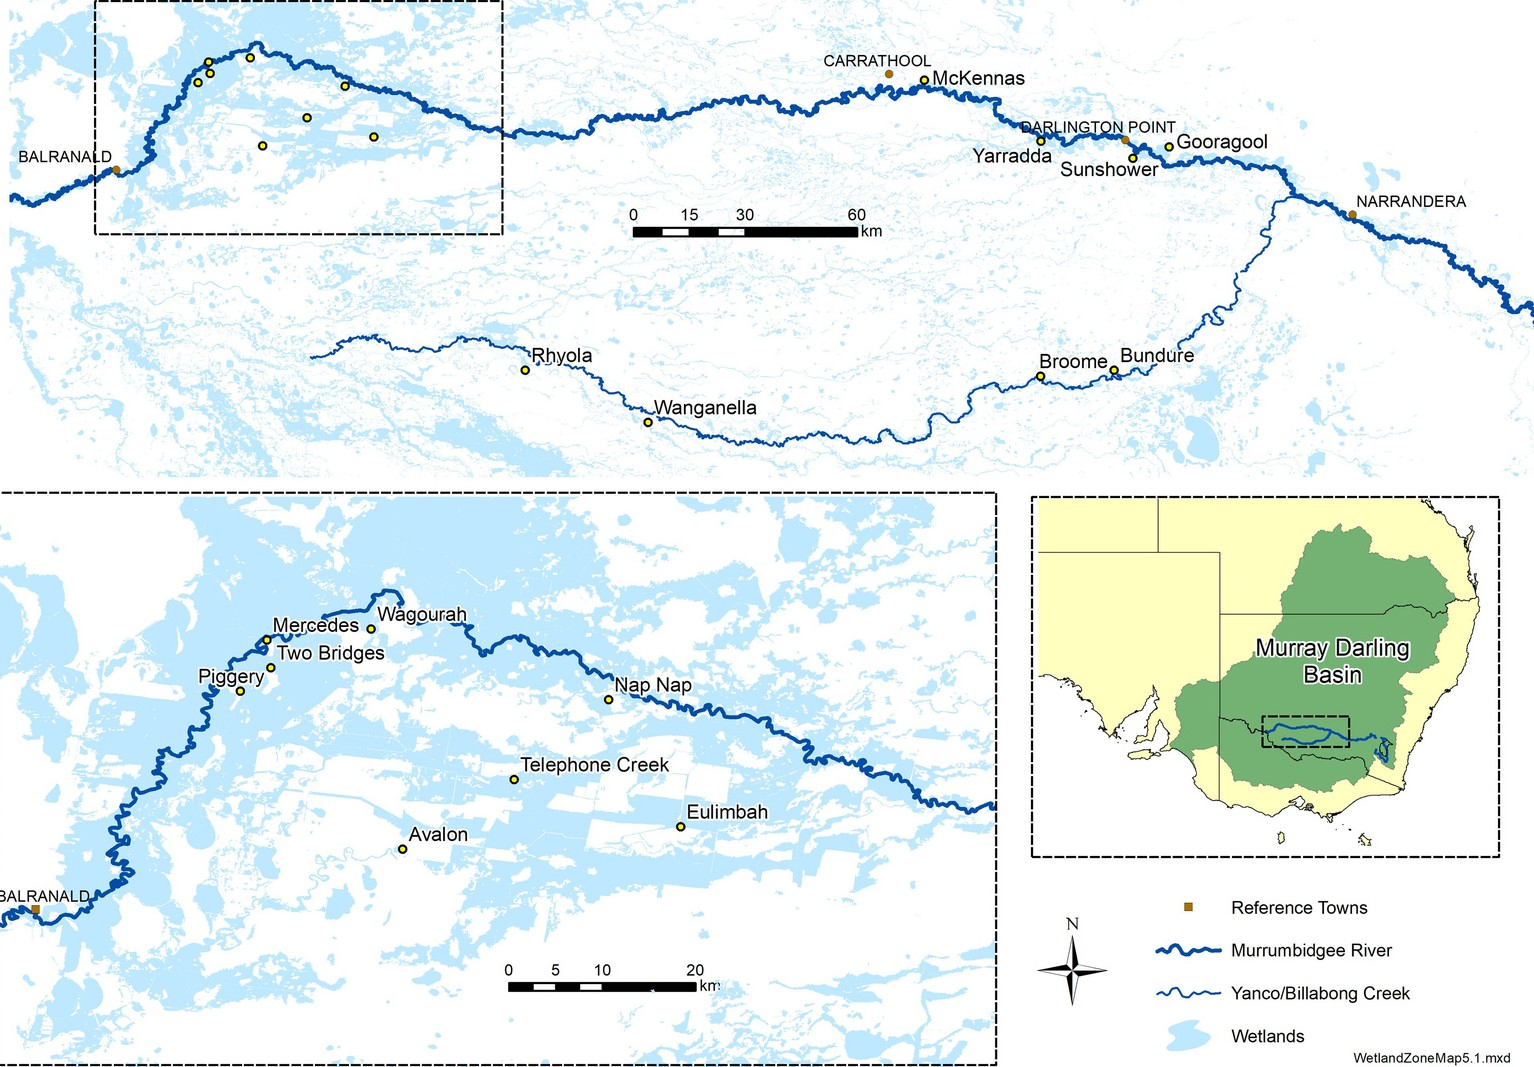 CARRATHOOL
McKennas
DARLINGTON POINT
Gooragool
BALRANALD
Yarradda
Sunshower
NARRANDERA
0 15 30 60
km
Rhyola
Broome
Bundure
Wanganella
Wagourah
Mercedes
Two Bridges
Piggery
Nap Nap
Telephone Creek
Eulimbah
Avalon
BALRANALD
0 5 10 20
km
Murray Darling
Basin
N
Reference Towns
Murrumbidgee River
Yanco/Billabong Creek
Wetlands
WetlandZoneMap5.1.mxd